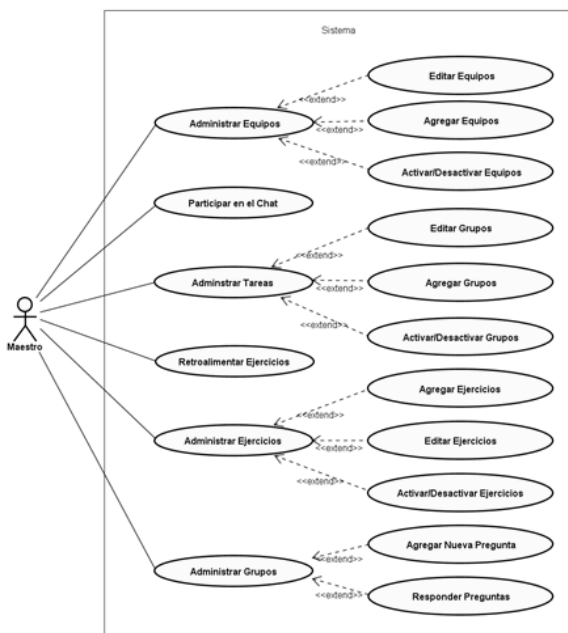 Sistema
Editar Equipos
<<extend>>
Administrar Equipos
<<extend>>
Agregar Equipos
<<extend>>
Activar/Desactivar Equipos
Participar en el Chat
Editar Grupos
<<extend>>
Adminstrar Tareas
<<extend>>
Agregar Grupos
<<extend>>
Activar/Desactivar Grupos
Maestro
Retroalimentar Ejercicios
Agregar Ejercicios
<<extend>>
Administrar Ejercicios
<<extend>>
Editar Ejercicios
<<extend>>
Activar/Desactivar Ejercicios
Agregar Nueva Pregunta
<<extend>>
Administrar Grupos
<<extend>>
Responder Preguntas